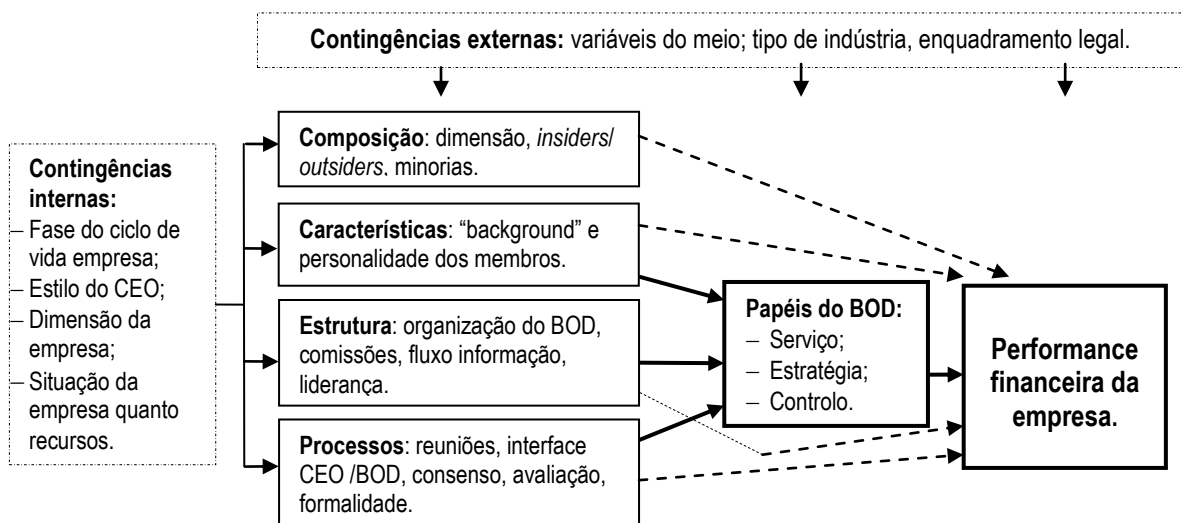 Contingências externas: variáveis do meio; tipo de indústria, enquadramento legal.
Contingências
internas:
– Fase do ciclo de
vida empresa;
– Estilo do CEO;
– Dimensão da
empresa;
– Situação da
empresa quanto
recursos.
Composição: dimensão, insiders/
outsiders, minorias.
Características: “background” e
personalidade dos membros.
Estrutura: organização do BOD,
comissões, fluxo informação,
liderança.
Processos: reuniões, interface
CEO /BOD, consenso, avaliação,
formalidade.
Papéis do BOD:
– Serviço;
– Estratégia;
– Controlo.
Performance
financeira da
empresa.